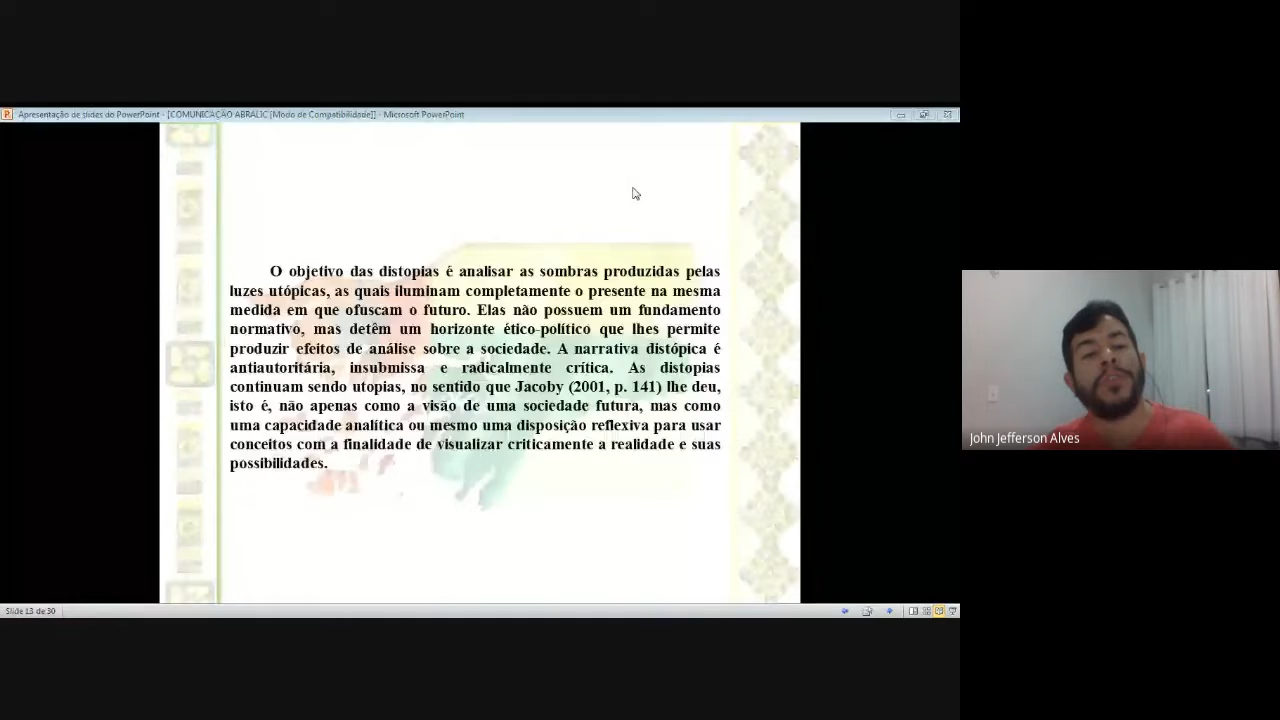 Apresentação de slides do PowerPoint - [COMUNICAÇÃO ABRALIC [Modo de Compatibilidade]] - Microsoft PowerPoint
O objetivo das distopias é analisar as sombras produzidas pelas
luzes utópicas, as quais iluminam completamente o presente na mesma
medida em que ofuscam o futuro. Elas não possuem um fundamento
normativo, mas detêm um horizonte ético-político que lhes permite
produzir efeitos de análise sobre a sociedade. A narrativa distópica é
antiautoritária, insubmissa e radicalmente crítica. As distopias
continuam sendo utopias, no sentido que Jacoby (2001, p. 141) lhe deu,
isto é, não apenas como a visão de uma sociedade futura, mas como
uma capacidade analítica ou mesmo uma disposição reflexiva para usar
conceitos com a finalidade de visualizar criticamente a realidade e suas
possibilidades.
John Jefferson Alves
Slide 13 de 30